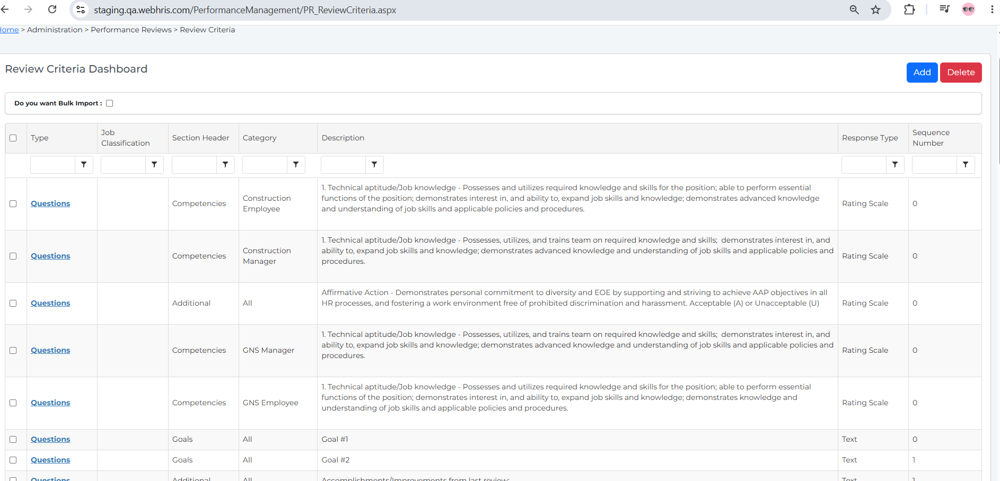 staging.qa.webhris.com/PerformanceManagement/PR_ReviewCriteria.aspx
Home > Administration > Performance Reviews > Review Criteria
Review Criteria Dashboard
Add Delete
Do you want Bulk Import :
Type Job Classification Section Header Category Description Response Type Sequence Number
Questions Competencies Construction Employee
1. Technical aptitude/Job knowledge - Possesses and utilizes required knowledge and skills for the position; able to perform essential
functions of the position; demonstrates interest in, and ability to, expand job skills and knowledge; demonstrates advanced knowledge
and understanding of job skills and applicable policies and procedures.
Rating Scale 0
Questions Competencies Construction Manager
1. Technical aptitude/Job knowledge - Possesses, utilizes, and trains team on required knowledge and skills;  demonstrates interest in, and
ability to, expand job skills and knowledge; demonstrates advanced knowledge and understanding of job skills and applicable policies and
procedures.
Rating Scale 0
Questions Additional All
Affirmative Action - Demonstrates personal commitment to diversity and EOE by supporting and striving to achieve AAP objectives in all
HR processes, and fostering a work environment free of prohibited discrimination and harassment. Acceptable (A) or Unacceptable (U)
Rating Scale 0
Questions Competencies GNS Manager
1. Technical aptitude/Job knowledge - Possesses, utilizes, and trains team on required knowledge and skills;  demonstrates interest in, and
ability to, expand job skills and knowledge; demonstrates advanced knowledge and understanding of job skills and applicable policies and
procedures.
Rating Scale 0
Questions Competencies GNS Employee
1. Technical aptitude/Job knowledge - Possesses and utilizes required knowledge and skills for the position; able to perform essential
functions of the position; demonstrates interest in, and ability to, expand job skills and knowledge; demonstrates knowledge and
understanding of job skills and applicable policies and procedures.
Rating Scale 0
Questions Goals All Goal #1 Text 0
Questions Goals All Goal #2 Text 1
Questions Additional All Accomplishments/Improvements from last review: Text 1